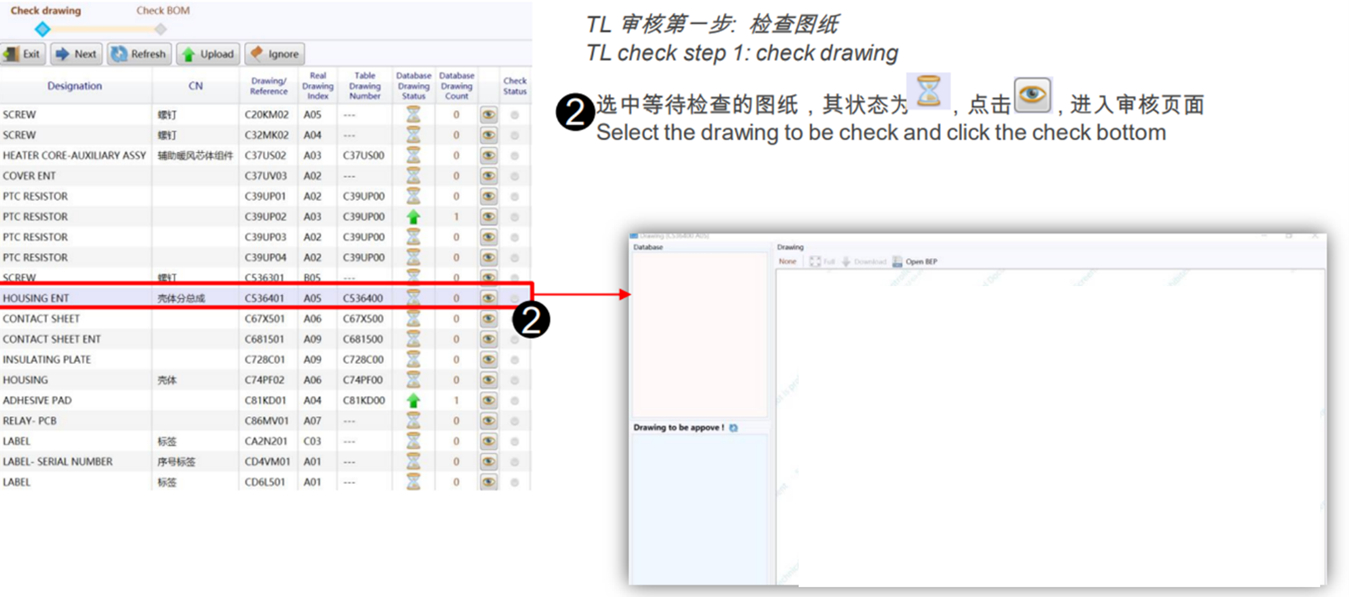 Check drawing Check BOM
Exit Next Refresh Upload Ignore
Designation CN Drawing/ Reference Real Drawing Index Table Drawing Number Database Drawing Status Database Drawing Count Check Status
SCREW 螺钉 C20KM02 A05 --- 0
SCREW 螺钉 C32MK02 A04 --- 0
HEATER CORE-AUXILIARY ASSY 辅助暖风芯体组件 C37US02 A03 C37US00 0
COVER ENT C37UV03 A02 --- 0
PTC RESISTOR C39UP01 A02 C39UP00 0
PTC RESISTOR C39UP02 A03 C39UP00 1
PTC RESISTOR C39UP03 A02 C39UP00 0
PTC RESISTOR C39UP04 A02 C39UP00 0
SCREW 螺钉 C536301 B05 --- 0
HOUSING ENT 壳体分总成 C536401 A05 C536400 0
CONTACT SHEET C67X501 A06 C67X500 0
CONTACT SHEET ENT C681501 A09 C681500 0
INSULATING PLATE C728C01 A09 C728C00 0
HOUSING 壳体 C74PF02 A06 C74PF00 0
ADHESIVE PAD C81KD01 A04 C81KD00 1
RELAY- PCB C86MV01 A07 --- 0
LABEL 标签 CA2N201 C03 --- 0
LABEL- SERIAL NUMBER 序号标签 CD4VM01 A01 --- 0
LABEL 标签 CD6L501 A01 --- 0
2
TL 审核第一步: 检查图纸
TL check step 1: check drawing
2 选中等待检查的图纸，其状态为 ，点击 ，进入审核页面
Select the drawing to be check and click the check bottom
Drawing (C536400 A05)
Database
Drawing
None Full Download Open BEP
Drawing to be appove !